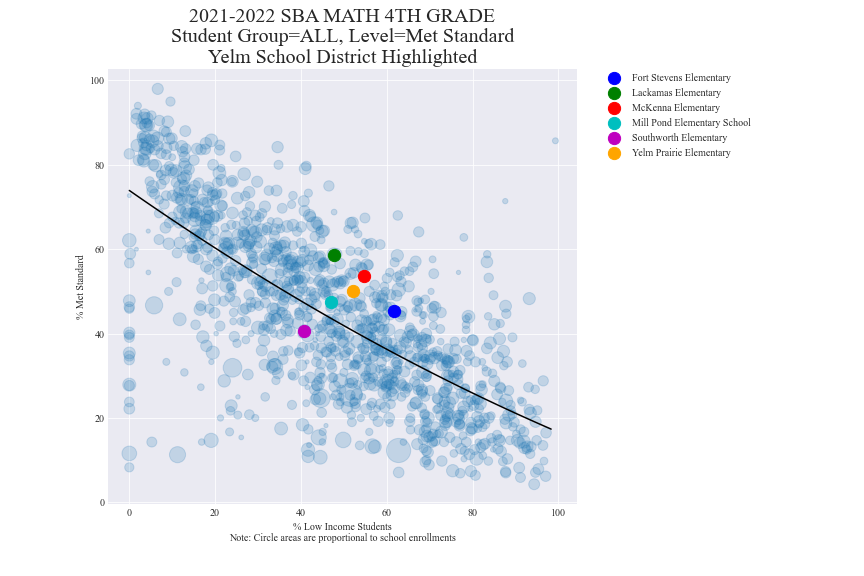 2021-2022 SBA MATH 4TH GRADE
Student Group=ALL, Level=Met Standard
Yelm School District Highlighted
100
80
60
40
20
0
% Met Standard
0 20 40 60 80 100
% Low Income Students
Note: Circle areas are proportional to school enrollments
Fort Stevens Elementary
Lackamas Elementary
McKenna Elementary
Mill Pond Elementary School
Southworth Elementary
Yelm Prairie Elementary